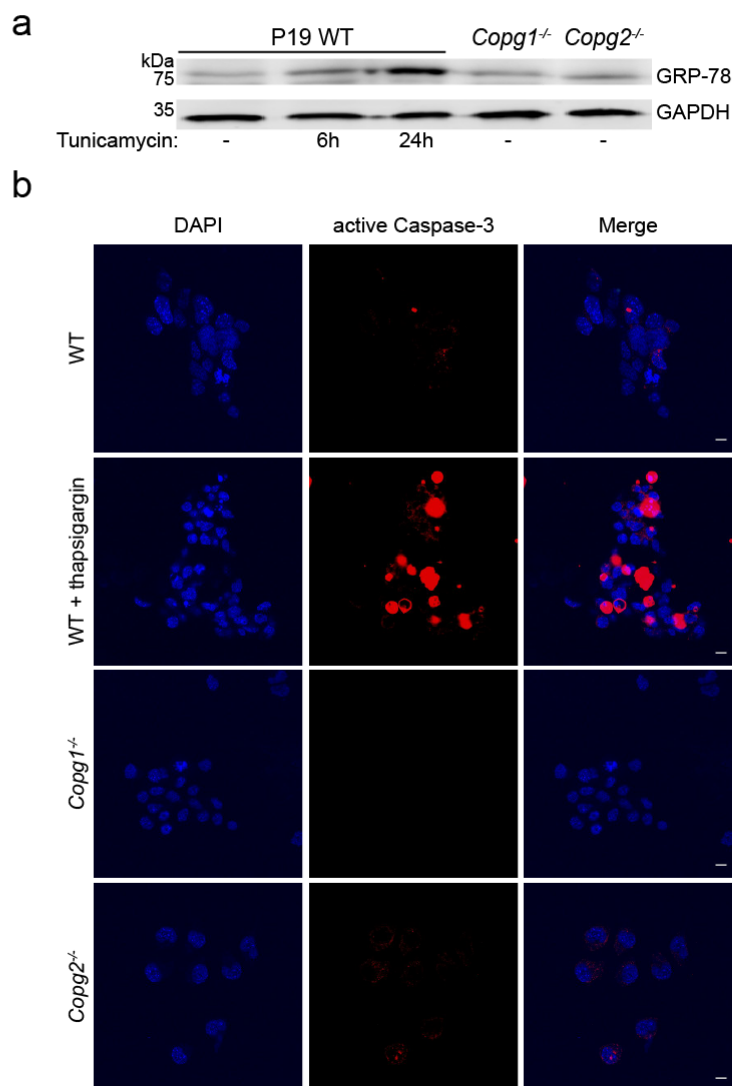 a
P19 WT Copg1-/- Copg2-/-
kDa
75 GRP-78
35 GAPDH
Tunicamycin: - 6h 24h - -
b
DAPI active Caspase-3 Merge
WT
WT + thapsigargin
Copg1-/-
Copg2-/-